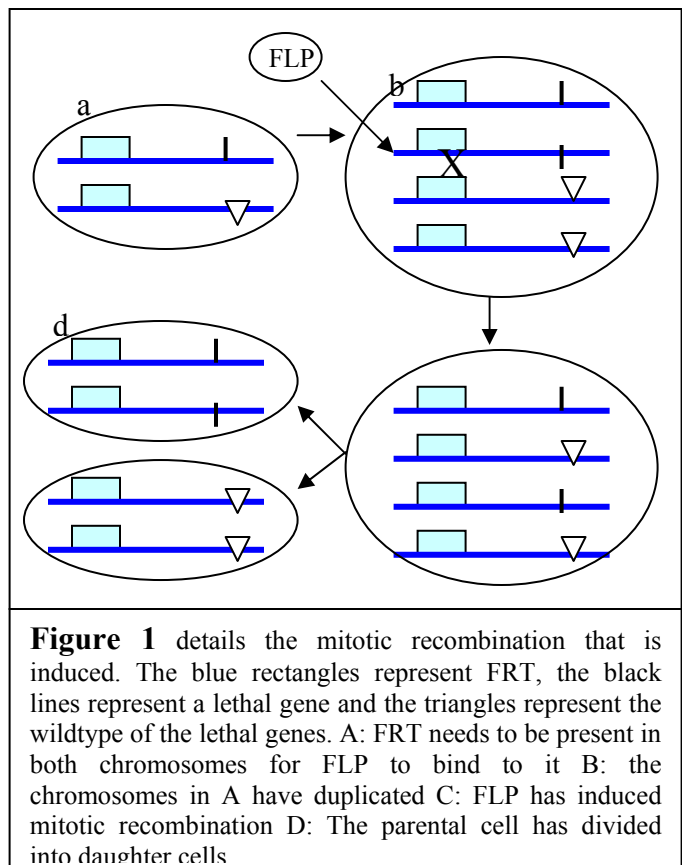 FLP
a
b
X
d
Figure 1 details the mitotic recombination that is
induced. The blue rectangles represent FRT, the black
lines represent a lethal gene and the triangles represent the
wildtype of the lethal genes. A: FRT needs to be present in
both chromosomes for FLP to bind to it B: the
chromosomes in A have duplicated C: FLP has induced
mitotic recombination D: The parental cell has divided
into daughter cells